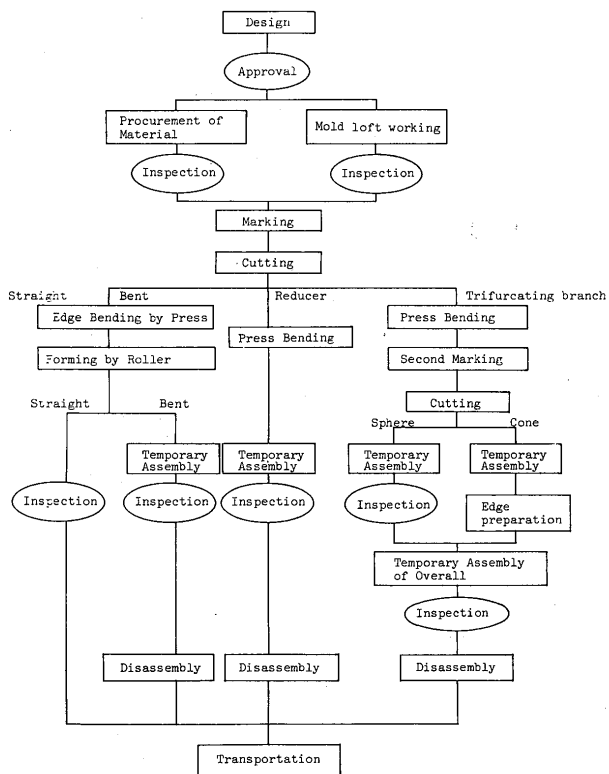 Design
Approval
Procurement of
Material
Mold loft working
Inspection
Inspection
Marking
Cutting
Straight
Bent
Reducer
Trifurcating branch
Edge Bending by Press
Press Bending
Press Bending
Forming by Roller
Second Marking
Cutting
Straight
Bent
Sphere
Cone
Temporary
Assembly
Temporary
Assembly
Temporary
Assembly
Temporary
Assembly
Inspection
Inspection
Inspection
Inspection
Edge
preparation
Temporary Assembly
of Overall
Inspection
Disassembly
Disassembly
Disassembly
Transportation